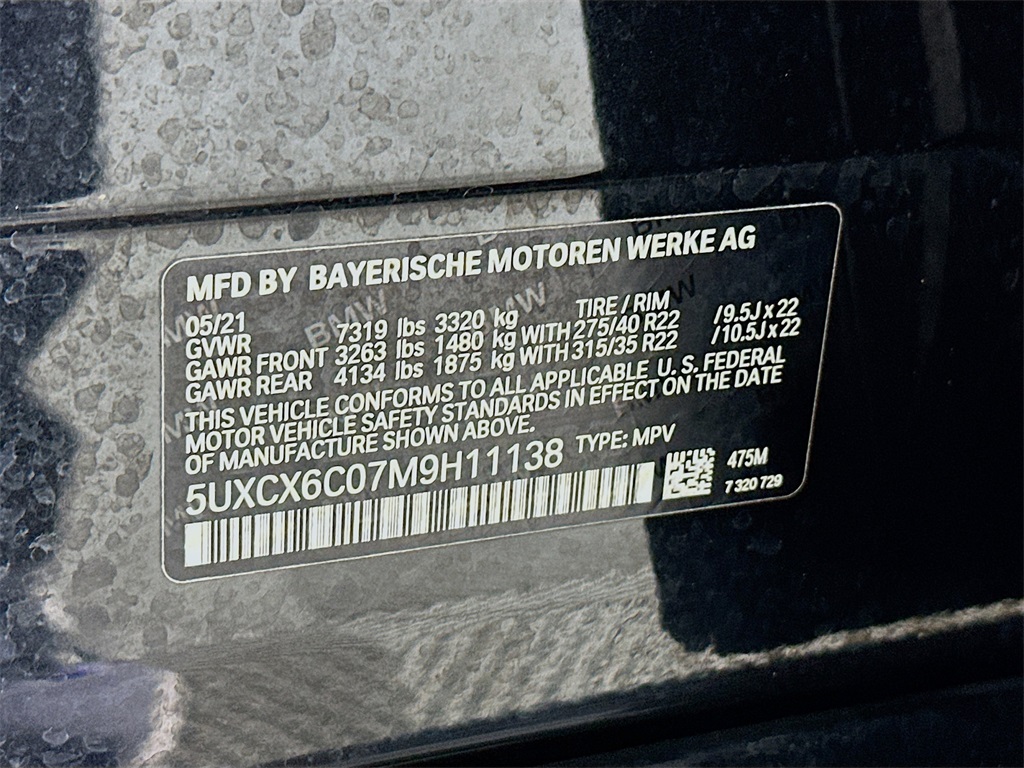 MFD BY BAYERISCHE MOTOREN WERKE AG
05/21 TIRE / RIM
GVWR 7319 lbs 3320 kg
GAWR FRONT 3263 lbs 1480 kg WITH 275/40 R22 /9.5J x 22
GAWR REAR 4134 lbs 1875 kg WITH 315/35 R22 /10.5J x 22
THIS VEHICLE CONFORMS TO ALL APPLICABLE U. S. FEDERAL
MOTOR VEHICLE SAFETY STANDARDS IN EFFECT ON THE DATE
OF MANUFACTURE SHOWN ABOVE.
5UXCX6C07M9H11138 TYPE: MPV
475M
7 320 729
BMW
BMW